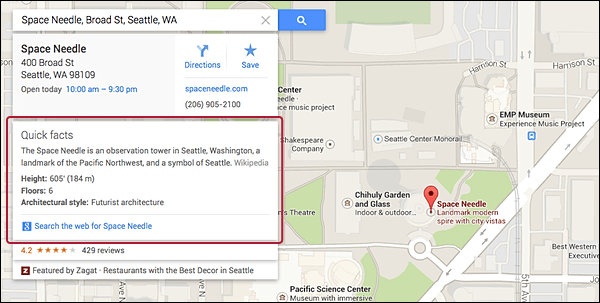 Space Needle, Broad St, Seattle, WA
Space Needle
400 Broad St
Seattle, WA 98109
Open today 10:00 am – 9:30 pm
Directions
Save
spaceneedle.com
(206) 905-2100
Quick facts
The Space Needle is an observation tower in Seattle, Washington, a
landmark of the Pacific Northwest, and a symbol of Seattle. Wikipedia
Height: 605' (184 m)
Floors: 6
Architectural style: Futurist architecture
Search the web for Space Needle
4.2 429 reviews
Z Featured by Zagat · Restaurants with the Best Decor in Seattle
Center
Needle •
ce music project
Shakespeare
Company
Seattle Center Monorail
Harrison St
EMP Museum
Experience Music Project
Chihuly Garden
and Glass
Indoor & outdoor...
Space Needle
Landmark modern
spire with city vistas
n's Theatre
Best Western
Executive
5th
Pacific Science Center
Museum with immersive